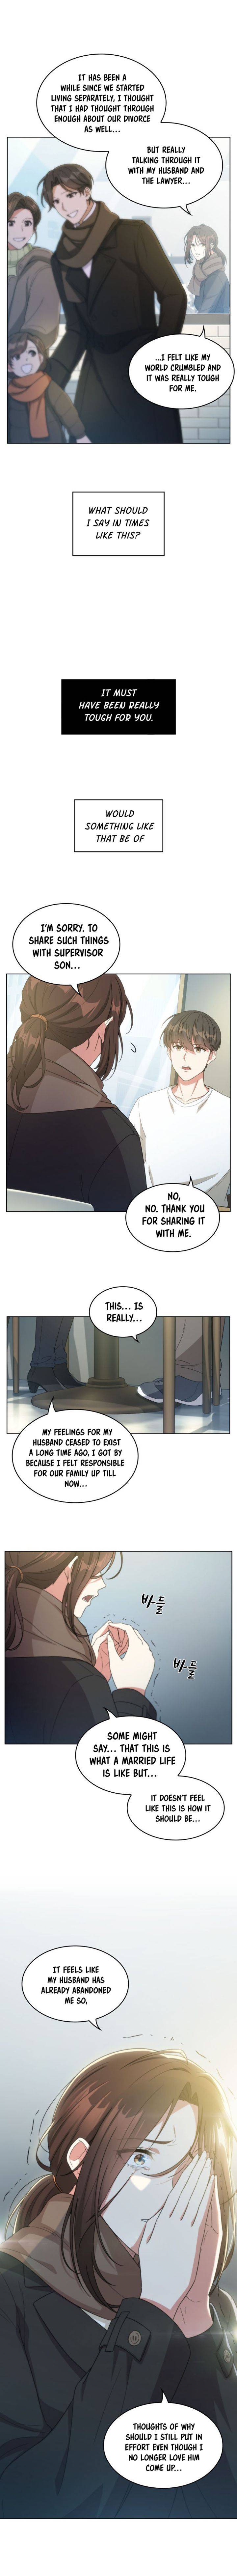 IT HAS BEEN A
WHILE SINCE WE STARTED
LIVING SEPARATELY, I THOUGHT
THAT I HAD THOUGHT THROUGH
ENOUGH ABOUT OUR DIVORCE
AS WELL...
BUT REALLY
TALKING THROUGH IT
WITH MY HUSBAND AND
THE LAWYER...
...I FELT LIKE MY
WORLD CRUMBLED AND
IT WAS REALLY TOUGH
FOR ME.
WHAT SHOULD
I SAY IN TIMES
LIKE THIS?
IT MUST
HAVE BEEN REALLY
TOUGH FOR YOU.
WOULD
SOMETHING LIKE
THAT BE OF
I'M SORRY. TO
SHARE SUCH THINGS
WITH SUPERVISOR
SON...
NO,
NO. THANK YOU
FOR SHARING IT
WITH ME.
THIS... IS
REALLY...
MY FEELINGS FOR MY
HUSBAND CEASED TO EXIST
A LONG TIME AGO, I GOT BY
BECAUSE I FELT RESPONSIBLE
FOR OUR FAMILY UP TILL
NOW...
바들
바들
SOME MIGHT
SAY... THAT THIS IS
WHAT A MARRIED LIFE
IS LIKE BUT...
IT DOESN'T FEEL
LIKE THIS IS HOW IT
SHOULD BE...
IT FEELS LIKE
MY HUSBAND HAS
ALREADY ABANDONED
ME SO,
THOUGHTS OF WHY
SHOULD I STILL PUT IN
EFFORT EVEN THOUGH I
NO LONGER LOVE HIM
COME UP...